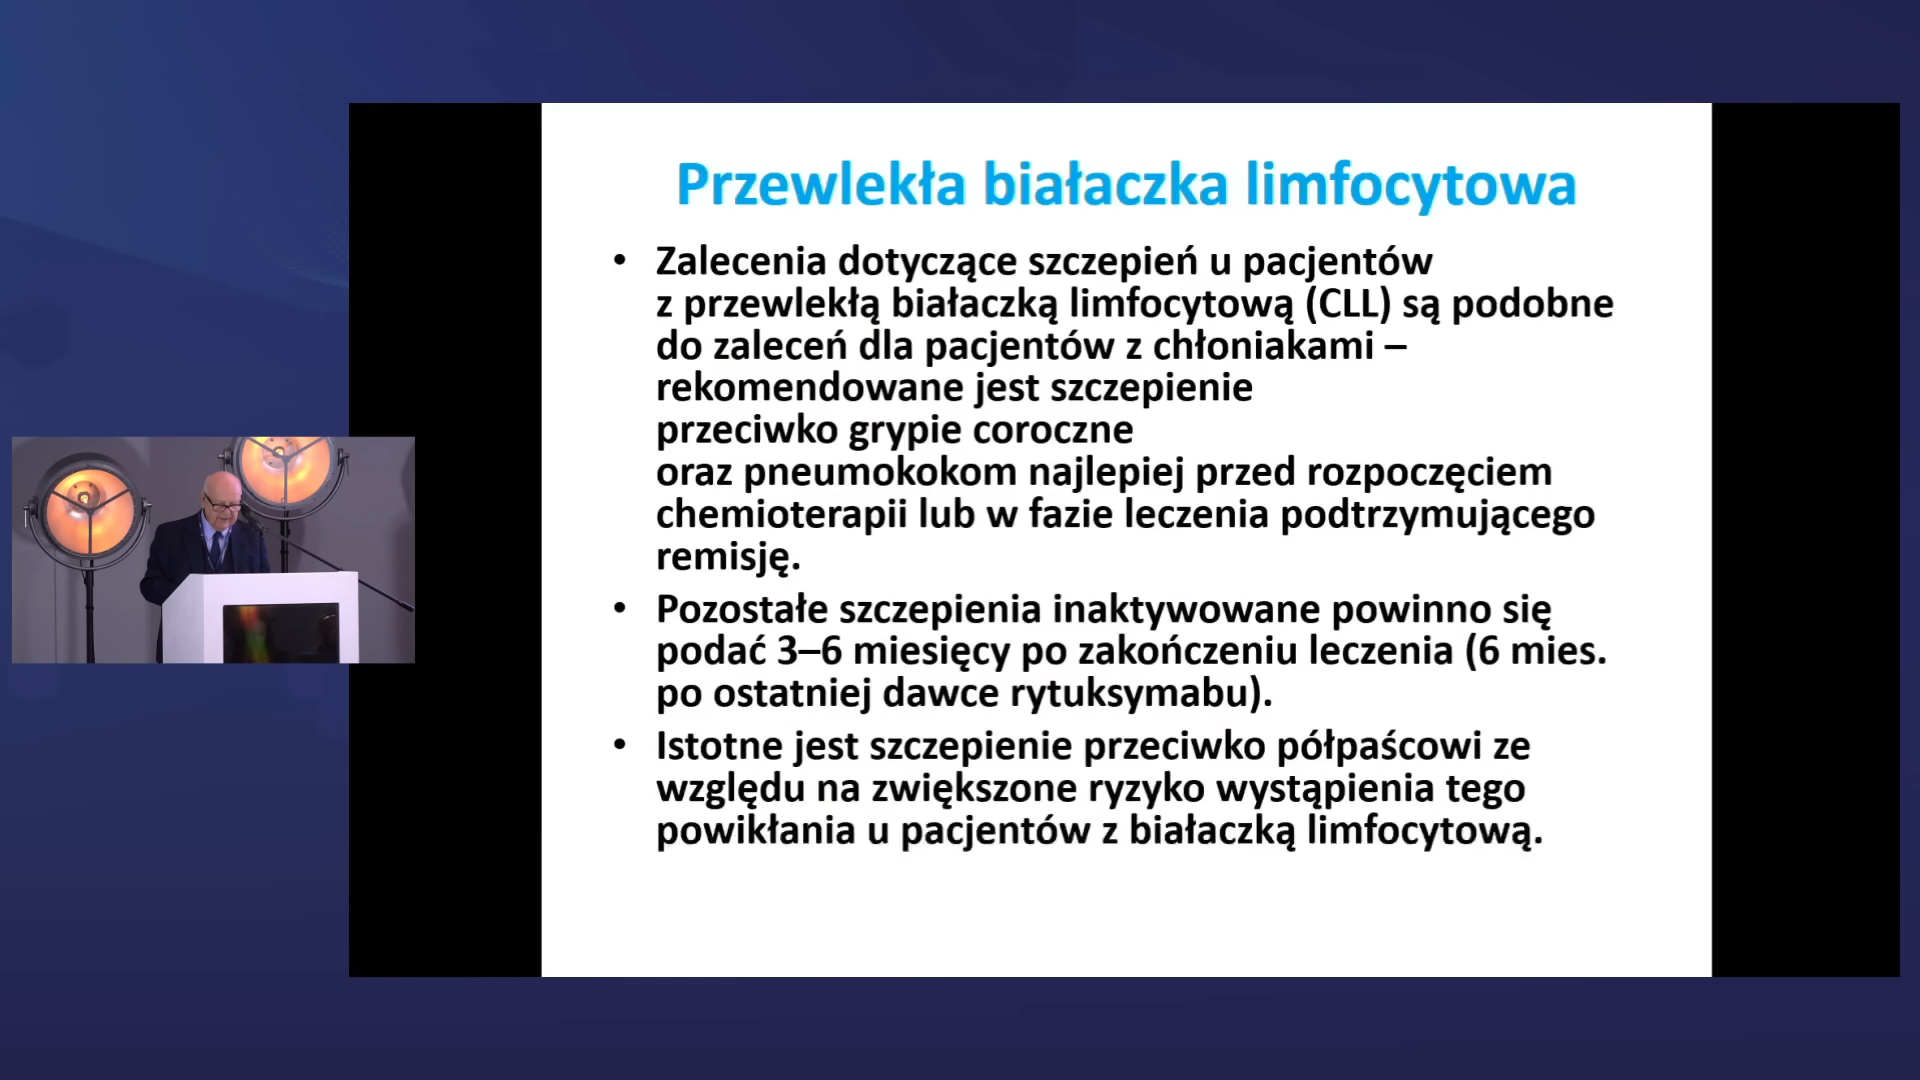 Przewlekła białaczka limfocytowa
• Zalecenia dotyczące szczepień u pacjentów
z przewlekłą białaczką limfocytową (CLL) są podobne
do zaleceń dla pacjentów z chłoniakami –
rekomendowane jest szczepienie
przeciwko grypie coroczne
oraz pneumokokom najlepiej przed rozpoczęciem
chemioterapii lub w fazie leczenia podtrzymującego
remisję.
• Pozostałe szczepienia inaktywowane powinno się
podać 3–6 miesięcy po zakończeniu leczenia (6 mies.
po ostatniej dawce rytuksymabu).
• Istotne jest szczepienie przeciwko półpaścowi ze
względu na zwiększone ryzyko wystąpienia tego
powikłania u pacjentów z białaczką limfocytową.